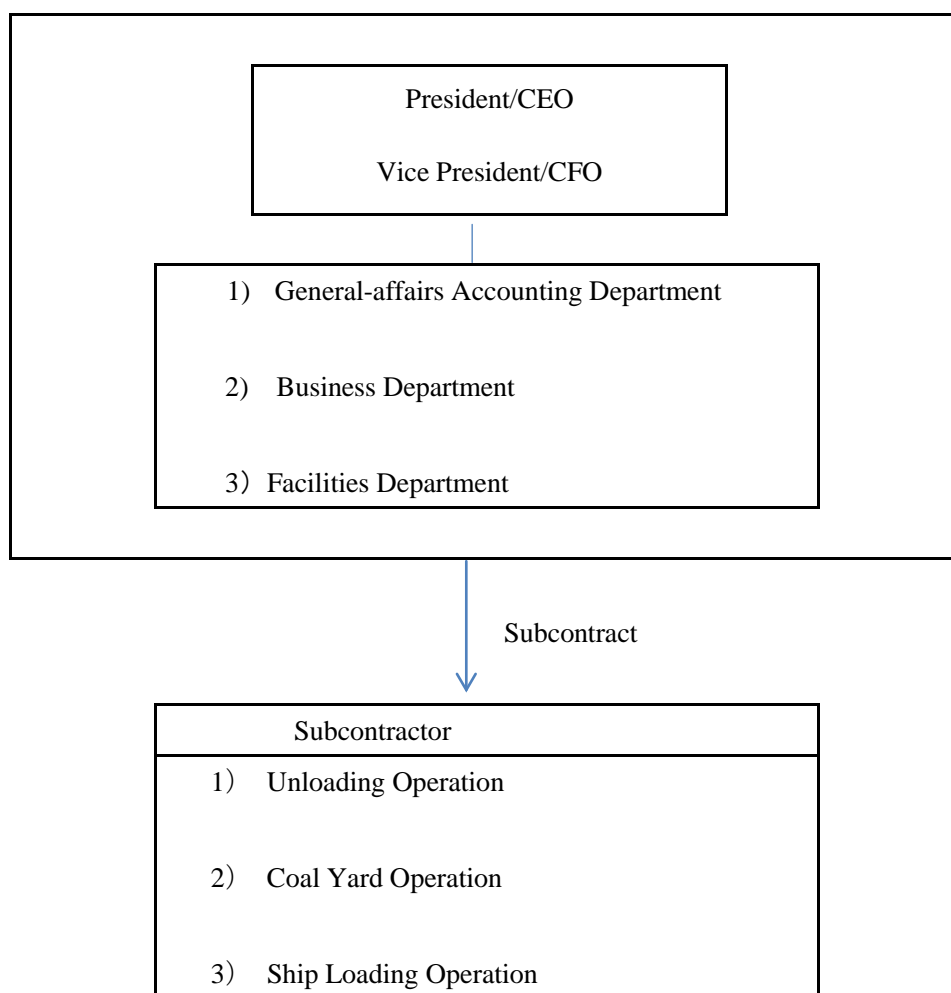 President/CEO
Vice President/CFO
1) General-affairs Accounting Department
2) Business Department
3）Facilities Department
Subcontract
Subcontractor
1） Unloading Operation
2） Coal Yard Operation
3） Ship Loading Operation